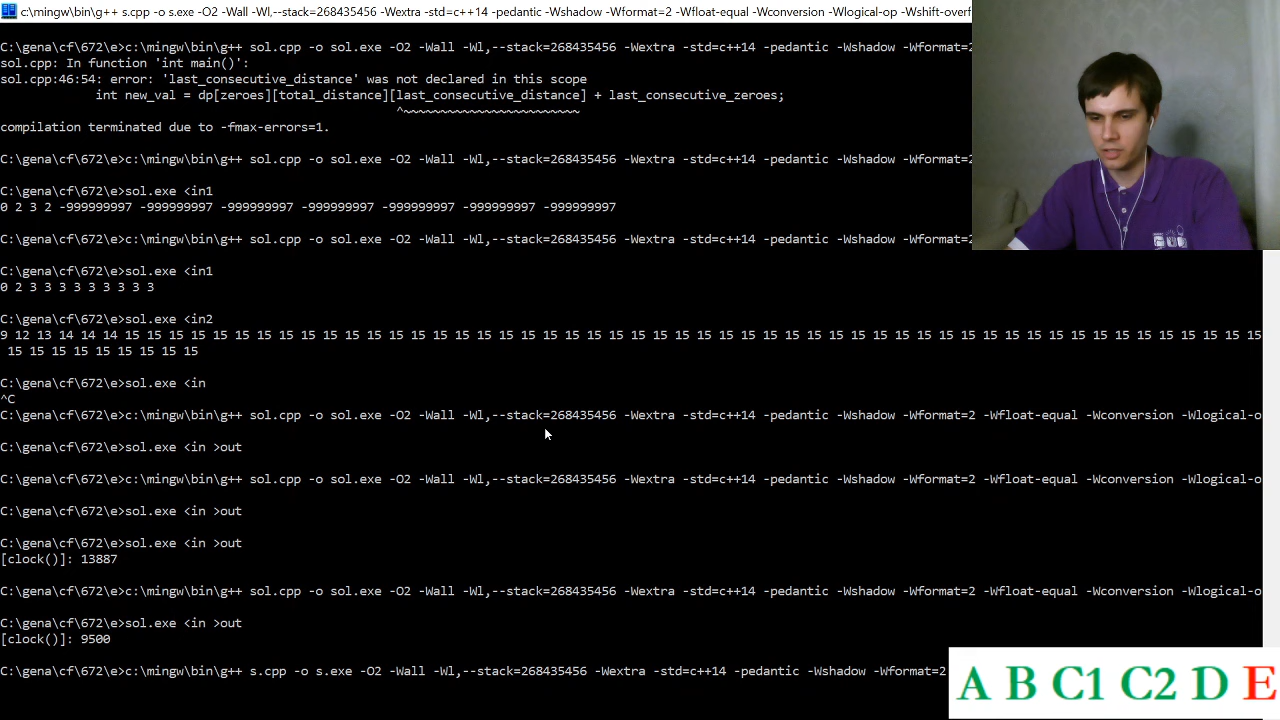 c:\mingw\bin\g++ s.cpp -o s.exe -O2 -Wall -Wl,--stack=268435456 -Wextra -std=c++14 -pedantic -Wshadow -Wformat=2 -Wfloat-equal -Wconversion -Wlogical-op -Wshift-overf
C:\gena\cf\672\e>c:\mingw\bin\g++ sol.cpp -o sol.exe -O2 -Wall -Wl,--stack=268435456 -Wextra -std=c++14 -pedantic -Wshadow -Wformat=2
sol.cpp: In function 'int main()':
sol.cpp:46:54: error: 'last_consecutive_distance' was not declared in this scope
int new_val = dp[zeroes][total_distance][last_consecutive_distance] + last_consecutive_zeroes;
^~~~~~~~~~~~~~~~~~~~~~~~~
compilation terminated due to -fmax-errors=1.
C:\gena\cf\672\e>c:\mingw\bin\g++ sol.cpp -o sol.exe -O2 -Wall -Wl,--stack=268435456 -Wextra -std=c++14 -pedantic -Wshadow -Wformat=2
C:\gena\cf\672\e>sol.exe <in1
0 2 3 2 -999999997 -999999997 -999999997 -999999997 -999999997 -999999997 -999999997
C:\gena\cf\672\e>c:\mingw\bin\g++ sol.cpp -o sol.exe -O2 -Wall -Wl,--stack=268435456 -Wextra -std=c++14 -pedantic -Wshadow -Wformat=2
C:\gena\cf\672\e>sol.exe <in1
0 2 3 3 3 3 3 3 3 3 3
C:\gena\cf\672\e>sol.exe <in2
9 12 13 14 14 14 15 15 15 15 15 15 15 15 15 15 15 15 15 15 15 15 15 15 15 15 15 15 15 15 15 15 15 15 15 15 15 15 15 15 15 15 15 15 15 15 15 15 15 15 15 15 15 15 15 15 15 15
15 15 15 15 15 15 15 15 15
C:\gena\cf\672\e>sol.exe <in
^C
C:\gena\cf\672\e>c:\mingw\bin\g++ sol.cpp -o sol.exe -O2 -Wall -Wl,--stack=268435456 -Wextra -std=c++14 -pedantic -Wshadow -Wformat=2 -Wfloat-equal -Wconversion -Wlogical-o
C:\gena\cf\672\e>sol.exe <in >out
C:\gena\cf\672\e>c:\mingw\bin\g++ sol.cpp -o sol.exe -O2 -Wall -Wl,--stack=268435456 -Wextra -std=c++14 -pedantic -Wshadow -Wformat=2 -Wfloat-equal -Wconversion -Wlogical-o
C:\gena\cf\672\e>sol.exe <in >out
C:\gena\cf\672\e>sol.exe <in >out
[clock()]: 13887
C:\gena\cf\672\e>c:\mingw\bin\g++ sol.cpp -o sol.exe -O2 -Wall -Wl,--stack=268435456 -Wextra -std=c++14 -pedantic -Wshadow -Wformat=2 -Wfloat-equal -Wconversion -Wlogical-o
C:\gena\cf\672\e>sol.exe <in >out
[clock()]: 9500
C:\gena\cf\672\e>c:\mingw\bin\g++ s.cpp -o s.exe -O2 -Wall -Wl,--stack=268435456 -Wextra -std=c++14 -pedantic -Wshadow -Wformat=2
A B C1 C2 D E